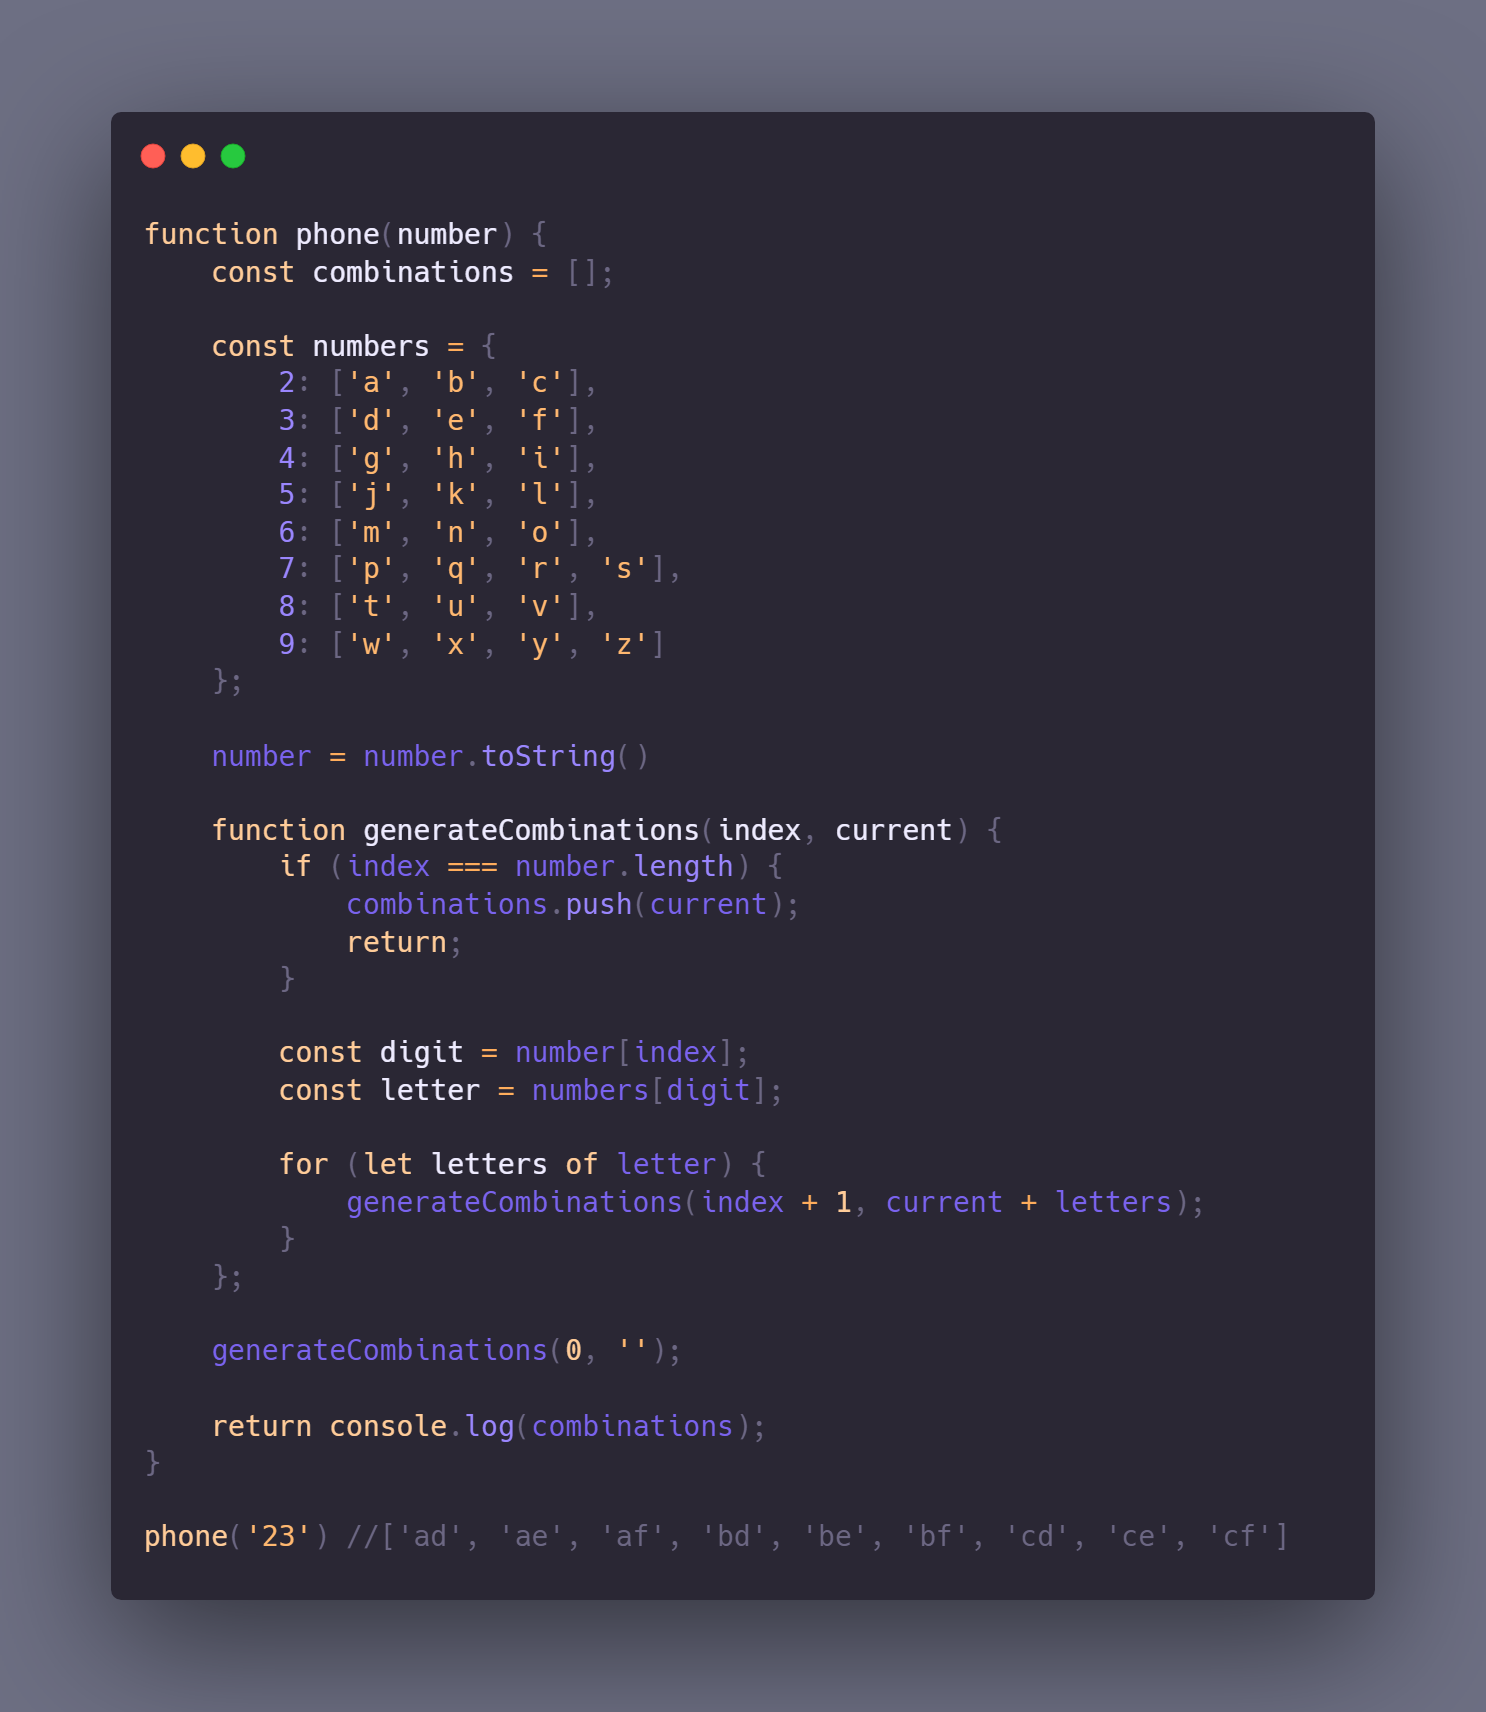 function phone(number) {
    const combinations = [];

    const numbers = {
        2: ['a', 'b', 'c'],
        3: ['d', 'e', 'f'],
        4: ['g', 'h', 'i'],
        5: ['j', 'k', 'l'],
        6: ['m', 'n', 'o'],
        7: ['p', 'q', 'r', 's'],
        8: ['t', 'u', 'v'],
        9: ['w', 'x', 'y', 'z']
    };

    number = number.toString()

    function generateCombinations(index, current) {
        if (index === number.length) {
            combinations.push(current);
            return;
        }

        const digit = number[index];
        const letter = numbers[digit];

        for (let letters of letter) {
            generateCombinations(index + 1, current + letters);
        }
    };

    generateCombinations(0, '');

    return console.log(combinations);
}

phone('23') //['ad', 'ae', 'af', 'bd', 'be', 'bf', 'cd', 'ce', 'cf']